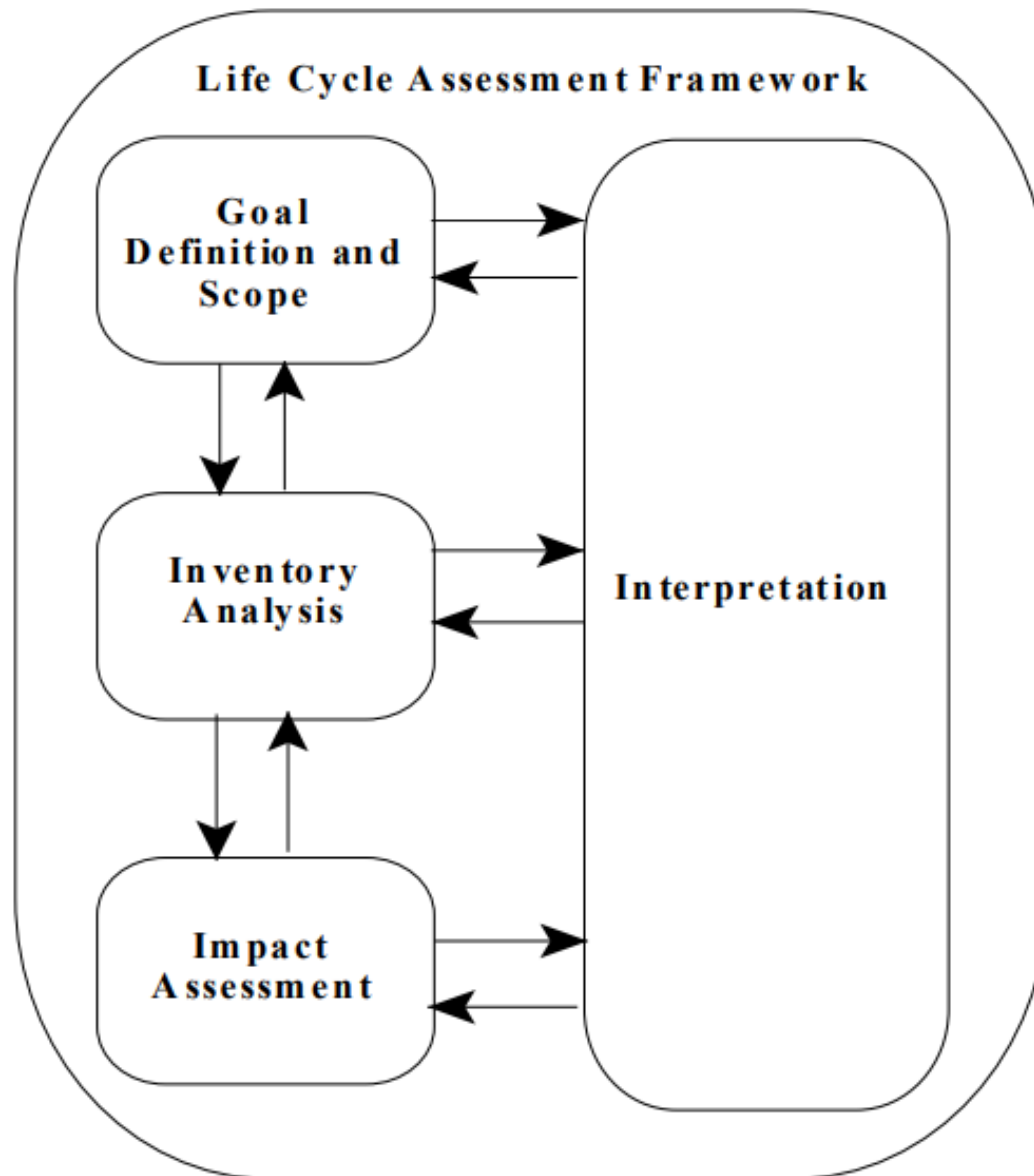 Life Cycle Assessment Framework
Goal
Definition and
Scope
Inventory
Analysis
Interpretation
Impact
Assessment